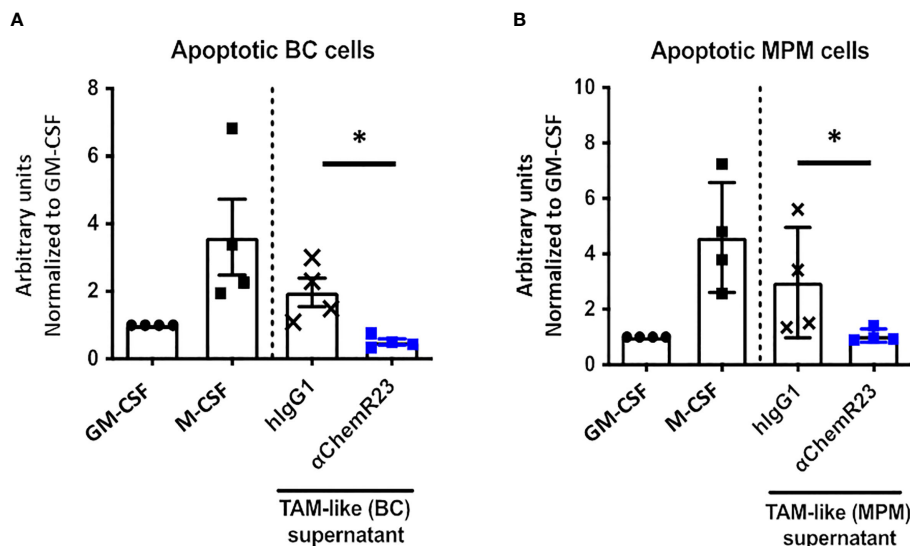 A
Apoptotic BC cells
Arbitrary units
Normalized to GM-CSF
8
6
4
2
0
*
GM-CSF
M-CSF
hIgG1
αChemR23
TAM-like (BC)
supernatant
B
Apoptotic MPM cells
Arbitrary units
Normalized to GM-CSF
10
8
6
4
2
0
*
GM-CSF
M-CSF
hIgG1
αChemR23
TAM-like (MPM)
supernatant